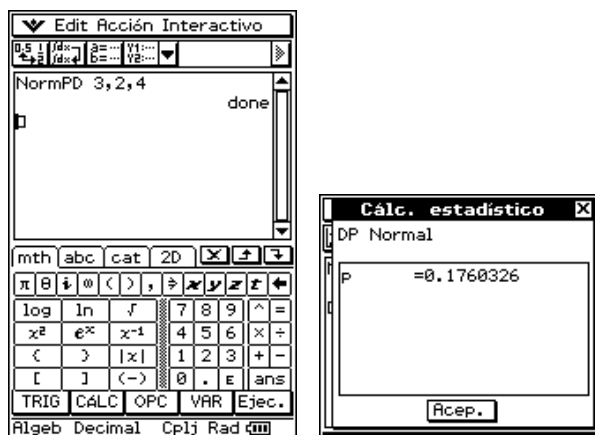 Edit Acción Interactivo
NormPD 3,2,4
done
mth abc cat 2D
π θ i ∞ ( ) , ⇒ x y z t ←
log ln √ 7 8 9 ^ =
x² eˣ x⁻¹ 4 5 6 × ÷
( ) |x| 1 2 3 + −
[ ] (−) 0 . E ans
TRIG CÁLC OPC VAR Ejec.
Algeb Decimal Cplj Rad
Cálc. estadístico
DP Normal
p =0.1760326
Acep.